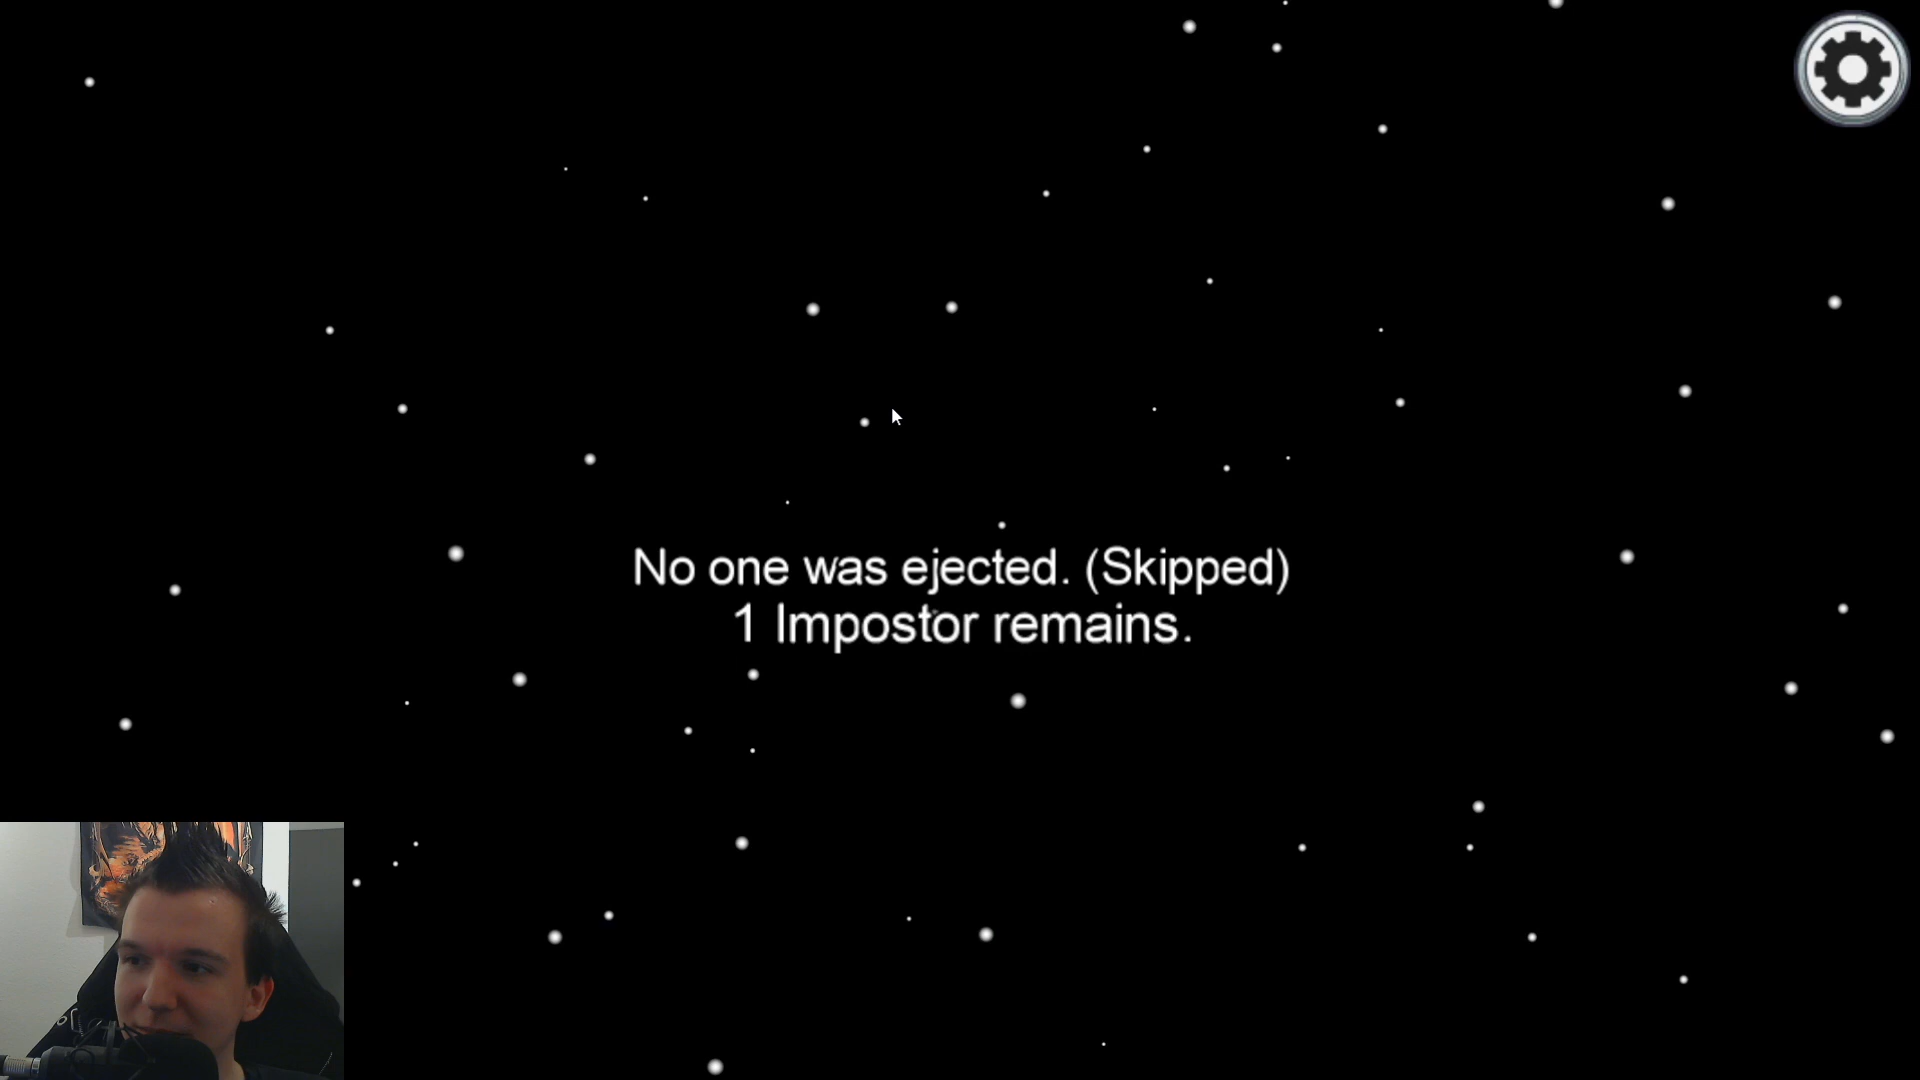 No one was ejected. (Skipped)
1 Impostor remains.